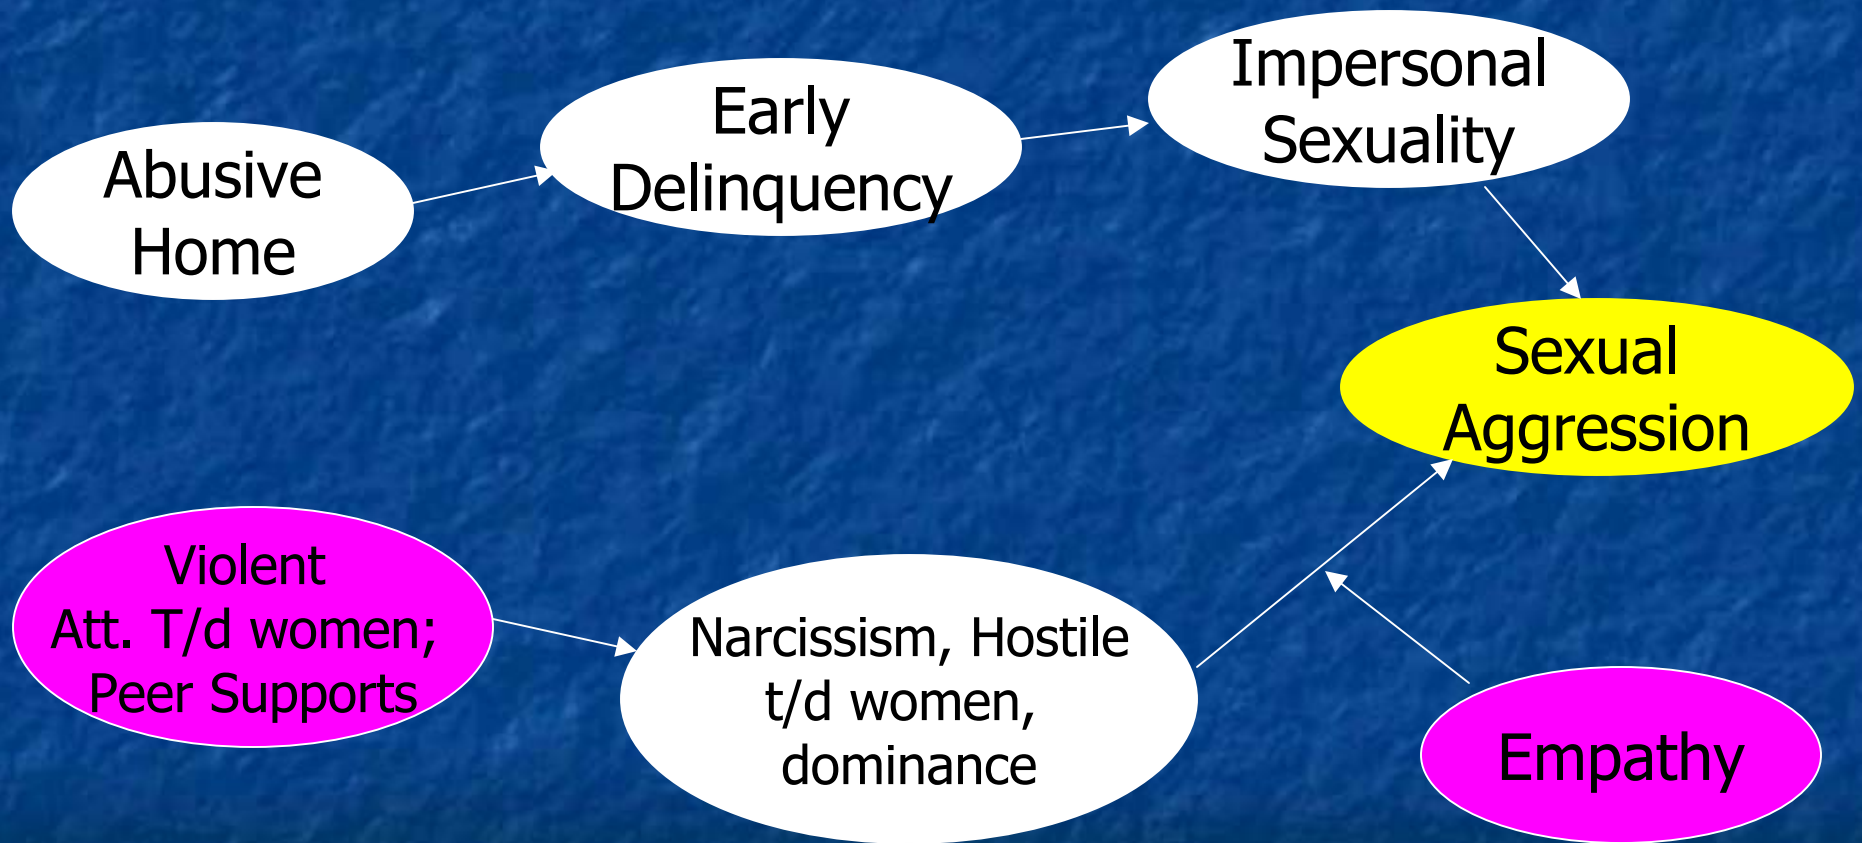 Abusive
Home
Early
Delinquency
Impersonal
Sexuality
Sexual
Aggression
Violent
Att. T/d women;
Peer Supports
Narcissism, Hostile
t/d women,
dominance
Empathy